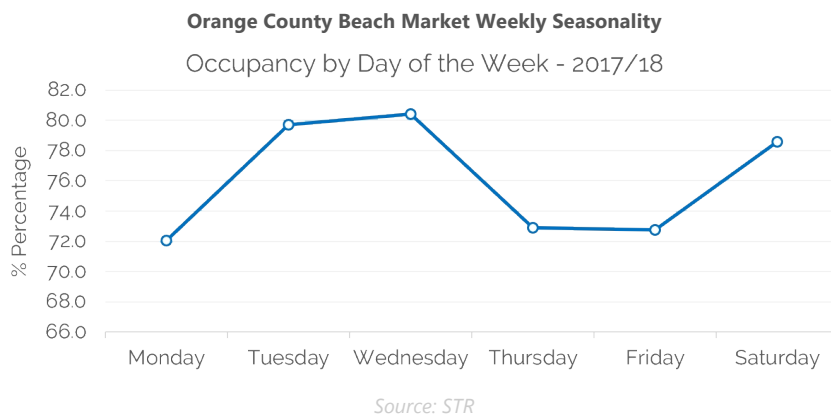 Orange County Beach Market Weekly Seasonality
Occupancy by Day of the Week - 2017/18
% Percentage
82.0
80.0
78.0
76.0
74.0
72.0
70.0
68.0
66.0
Monday Tuesday Wednesday Thursday Friday Saturday
Source: STR